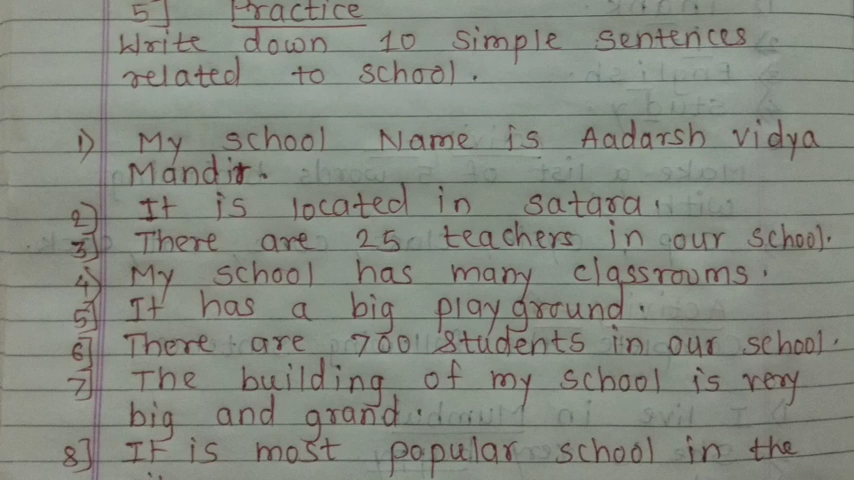 5] Practice
Write down 10 simple sentences
related to school.
1) My school Name is Aadarsh vidya
Mandir.
2] It is located in satara.
3] There are 25 teachers in our school.
4) My school has many classrooms.
5] It has a big play ground.
6] There are 700 students in our school.
7] The building of my school is very
big and grand.
8] It is most popular school in the